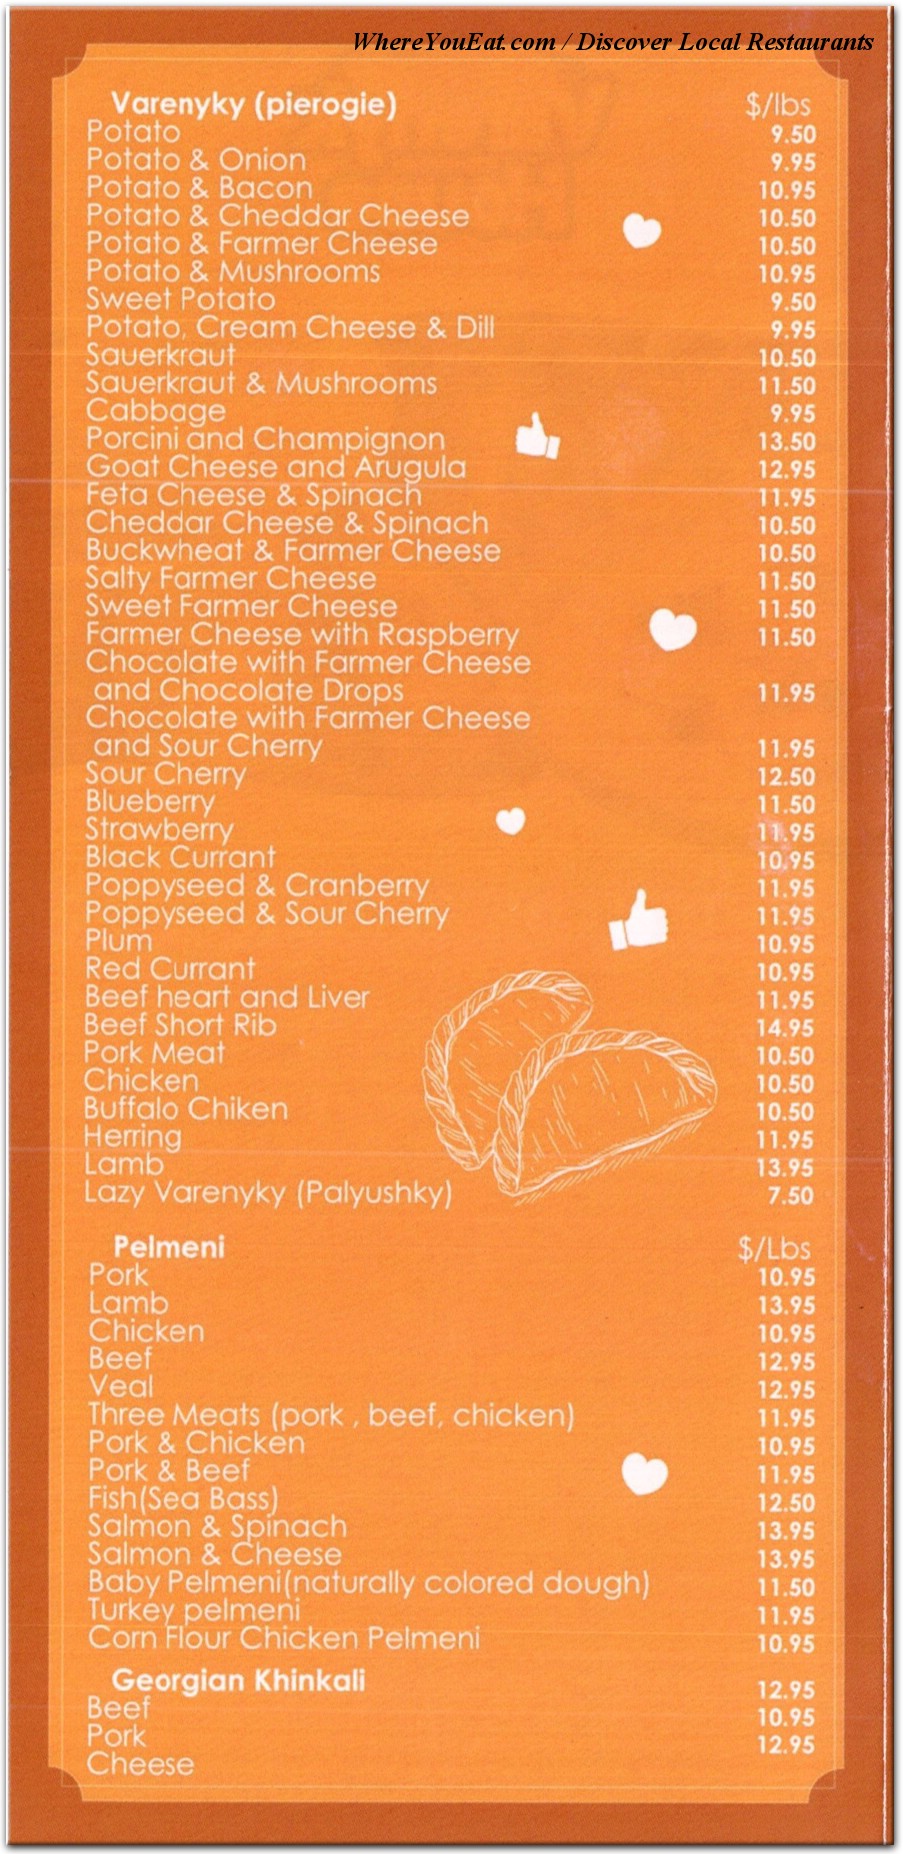 WhereYouEat.com / Discover Local Restaurants
Varenyky (pierogie) $/lbs
Potato 9.50
Potato & Onion 9.95
Potato & Bacon 10.95
Potato & Cheddar Cheese 10.50
Potato & Farmer Cheese 10.50
Potato & Mushrooms 10.95
Sweet Potato 9.50
Potato, Cream Cheese & Dill 9.95
Sauerkraut 10.50
Sauerkraut & Mushrooms 11.50
Cabbage 9.95
Porcini and Champignon 13.50
Goat Cheese and Arugula 12.95
Feta Cheese & Spinach 11.95
Cheddar Cheese & Spinach 10.50
Buckwheat & Farmer Cheese 10.50
Salty Farmer Cheese 11.50
Sweet Farmer Cheese 11.50
Farmer Cheese with Raspberry 11.50
Chocolate with Farmer Cheese
and Chocolate Drops 11.95
Chocolate with Farmer Cheese
and Sour Cherry 11.95
Sour Cherry 12.50
Blueberry 11.50
Strawberry 11.95
Black Currant 10.95
Poppyseed & Cranberry 11.95
Poppyseed & Sour Cherry 11.95
Plum 10.95
Red Currant 10.95
Beef heart and Liver 11.95
Beef Short Rib 14.95
Pork Meat 10.50
Chicken 10.50
Buffalo Chiken 10.50
Herring 11.95
Lamb 13.95
Lazy Varenyky (Palyushky) 7.50
Pelmeni $/Lbs
Pork 10.95
Lamb 13.95
Chicken 10.95
Beef 12.95
Veal 12.95
Three Meats (pork , beef, chicken) 11.95
Pork & Chicken 10.95
Pork & Beef 11.95
Fish(Sea Bass) 12.50
Salmon & Spinach 13.95
Salmon & Cheese 13.95
Baby Pelmeni(naturally colored dough) 11.50
Turkey pelmeni 11.95
Corn Flour Chicken Pelmeni 10.95
Georgian Khinkali 12.95
Beef 10.95
Pork 12.95
Cheese